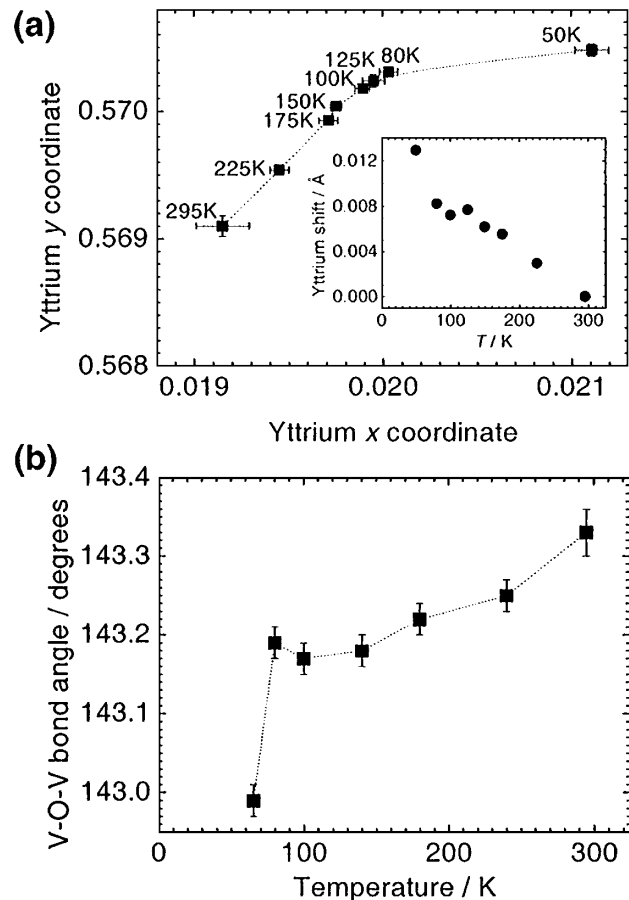 (a)
0.570
0.569
0.568
Yttrium y coordinate
50K
125K 80K
100K
150K
175K
225K
295K
0.012
0.008
0.004
0.000
Yttrium shift / Å
0 100 200 300
T / K
0.019 0.020 0.021
Yttrium x coordinate
(b)
143.4
143.3
143.2
143.1
143.0
V-O-V bond angle / degrees
0 100 200 300
Temperature / K